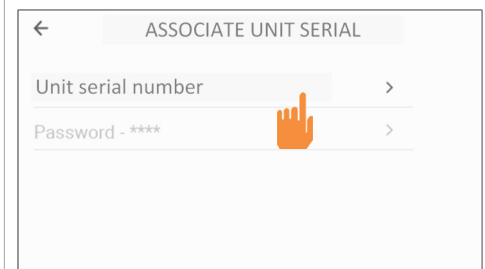 ASSOCIATE UNIT SERIAL
Unit serial number
Password - ****